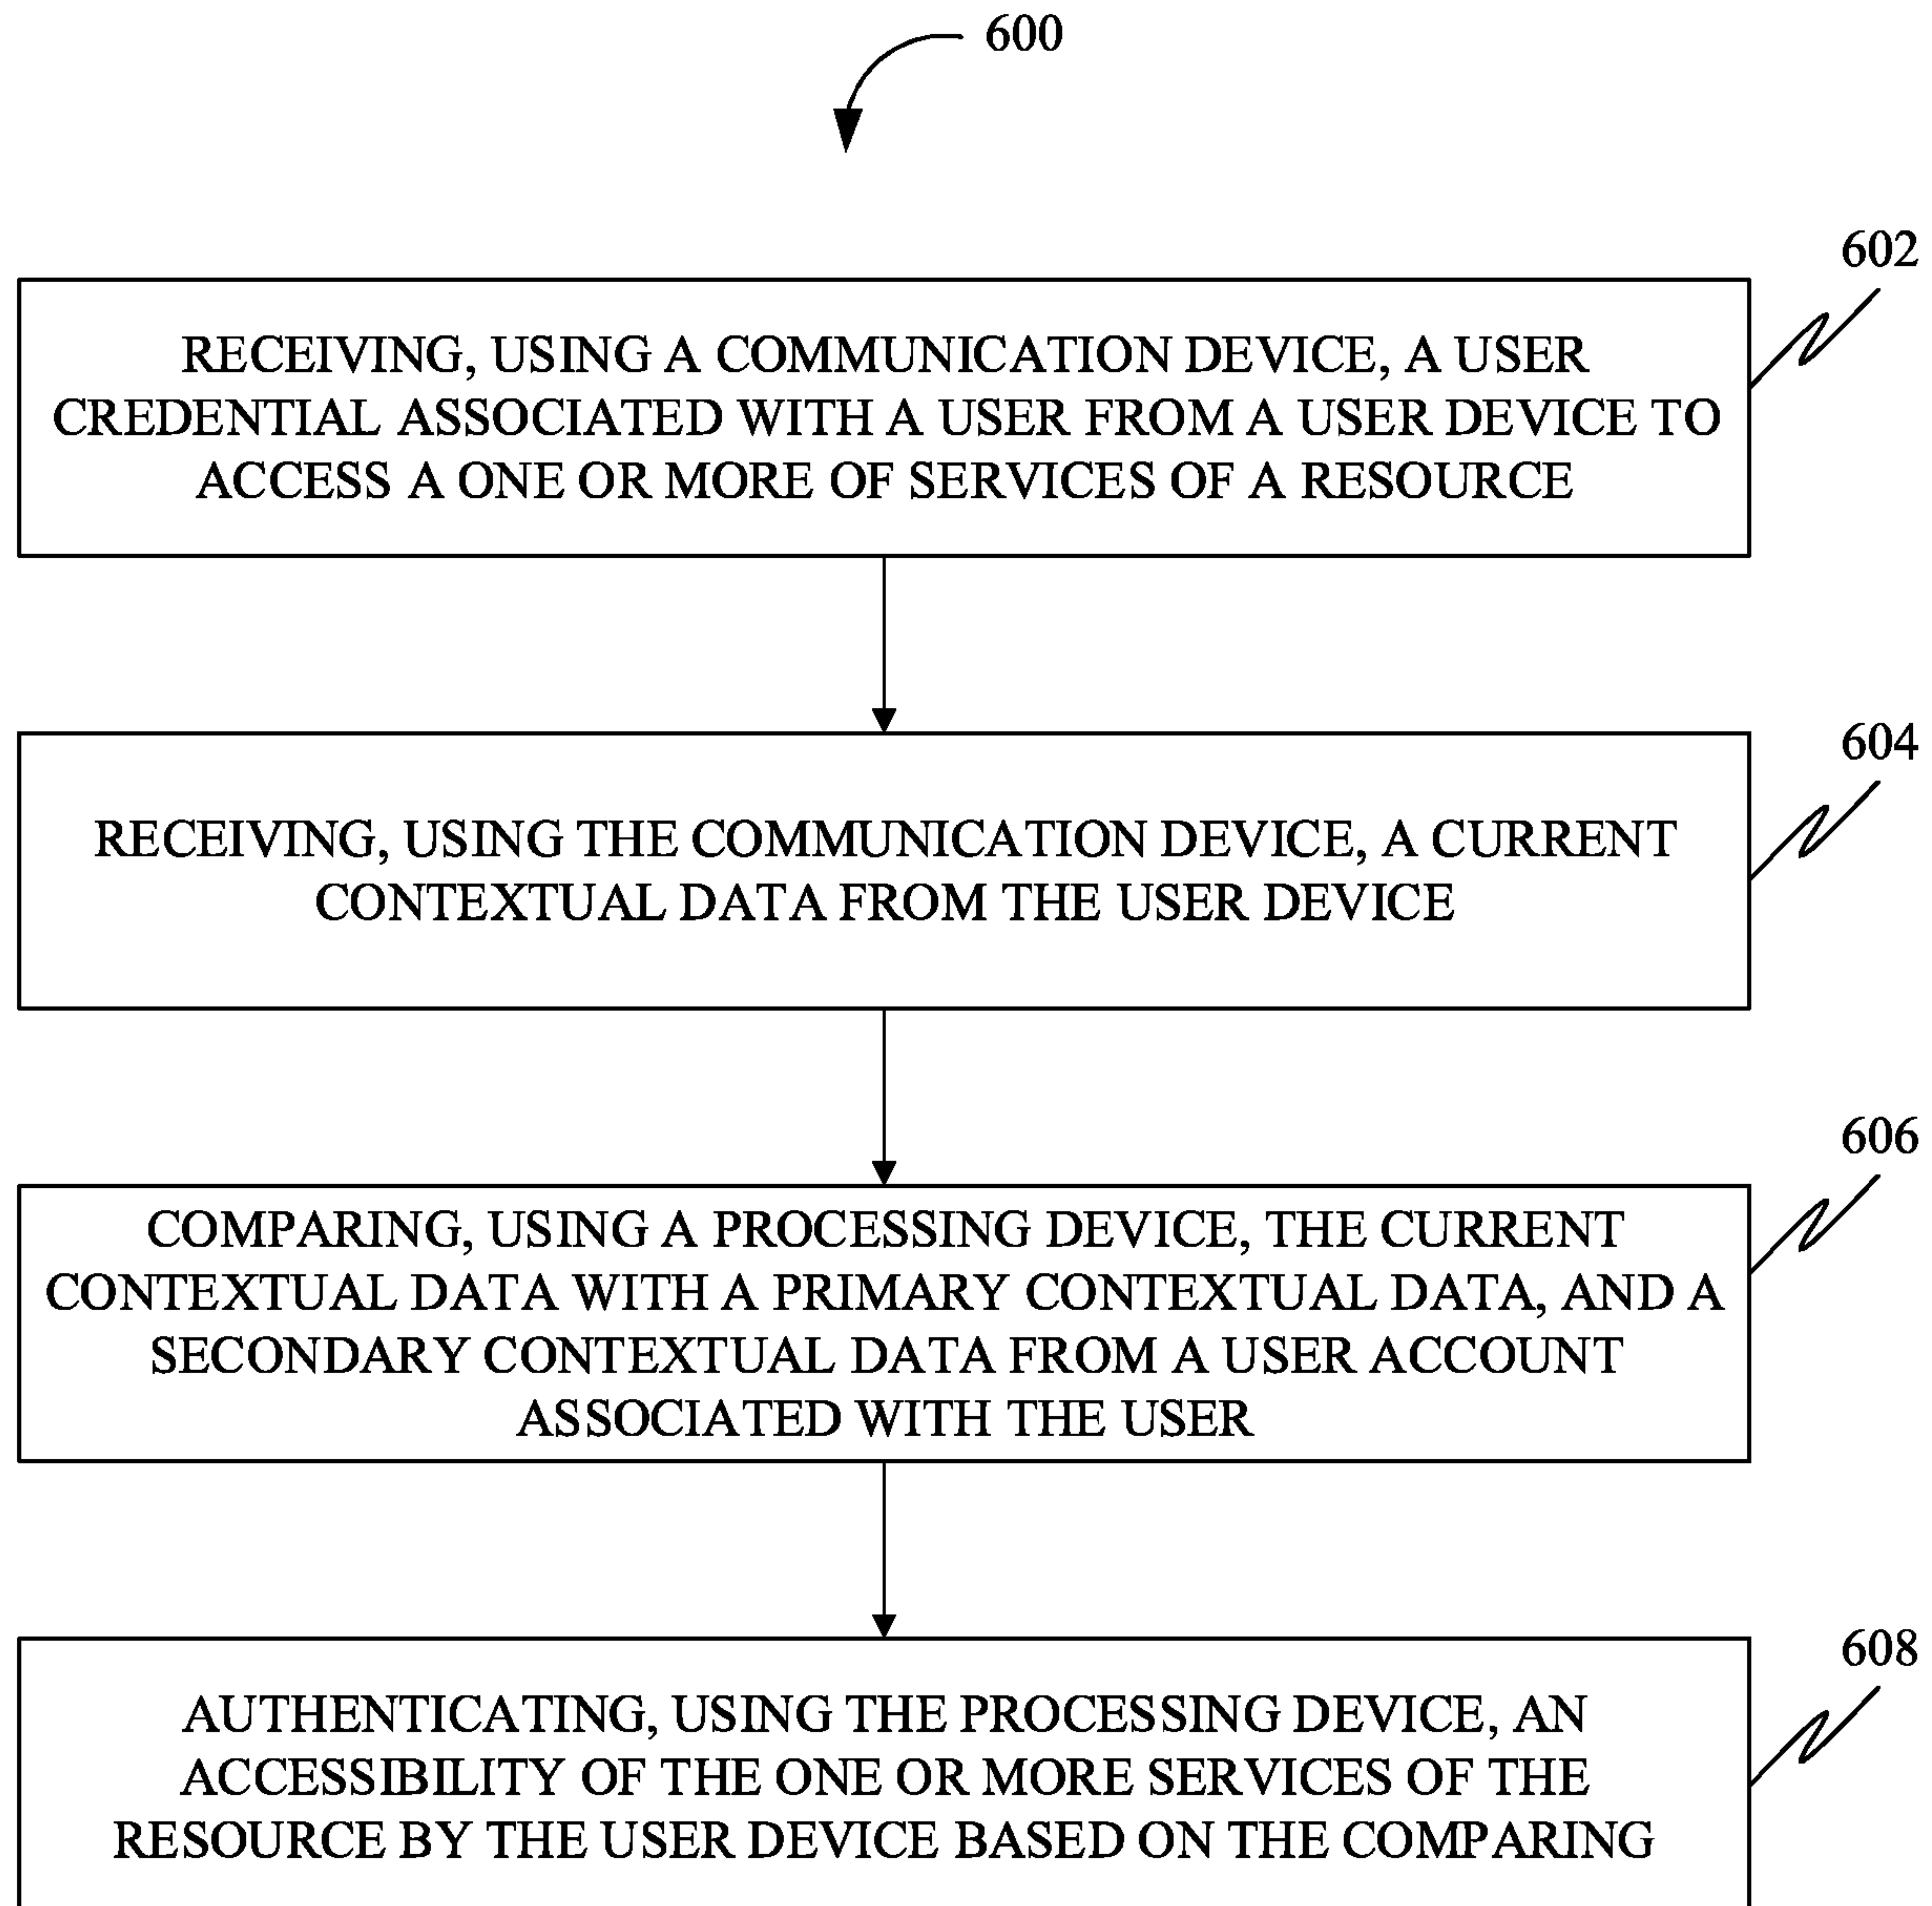 600
602
RECEIVING, USING A COMMUNICATION DEVICE, A USER
CREDENTIAL ASSOCIATED WITH A USER FROM A USER DEVICE TO
ACCESS A ONE OR MORE OF SERVICES OF A RESOURCE
604
RECEIVING, USING THE COMMUNICATION DEVICE, A CURRENT
CONTEXTUAL DATA FROM THE USER DEVICE
606
COMPARING, USING A PROCESSING DEVICE, THE CURRENT
CONTEXTUAL DATA WITH A PRIMARY CONTEXTUAL DATA, AND A
SECONDARY CONTEXTUAL DATA FROM A USER ACCOUNT
ASSOCIATED WITH THE USER
608
AUTHENTICATING, USING THE PROCESSING DEVICE, AN
ACCESSIBILITY OF THE ONE OR MORE SERVICES OF THE
RESOURCE BY THE USER DEVICE BASED ON THE COMPARING